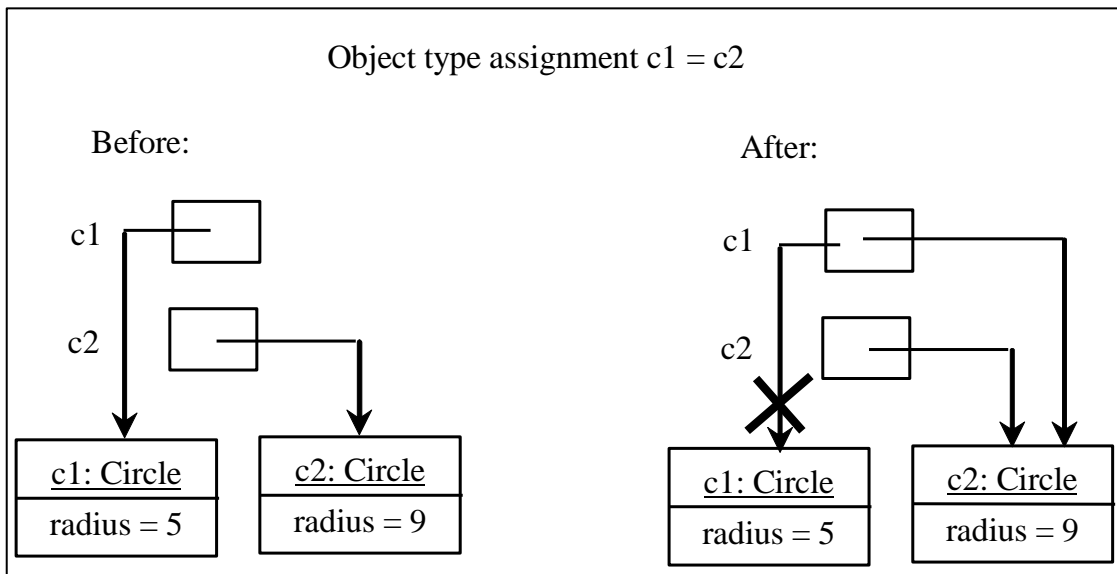 Object type assignment c1 = c2
Before:
c1
c2
c1: Circle
radius = 5
c2: Circle
radius = 9
After:
c1
c2
c1: Circle
radius = 5
c2: Circle
radius = 9